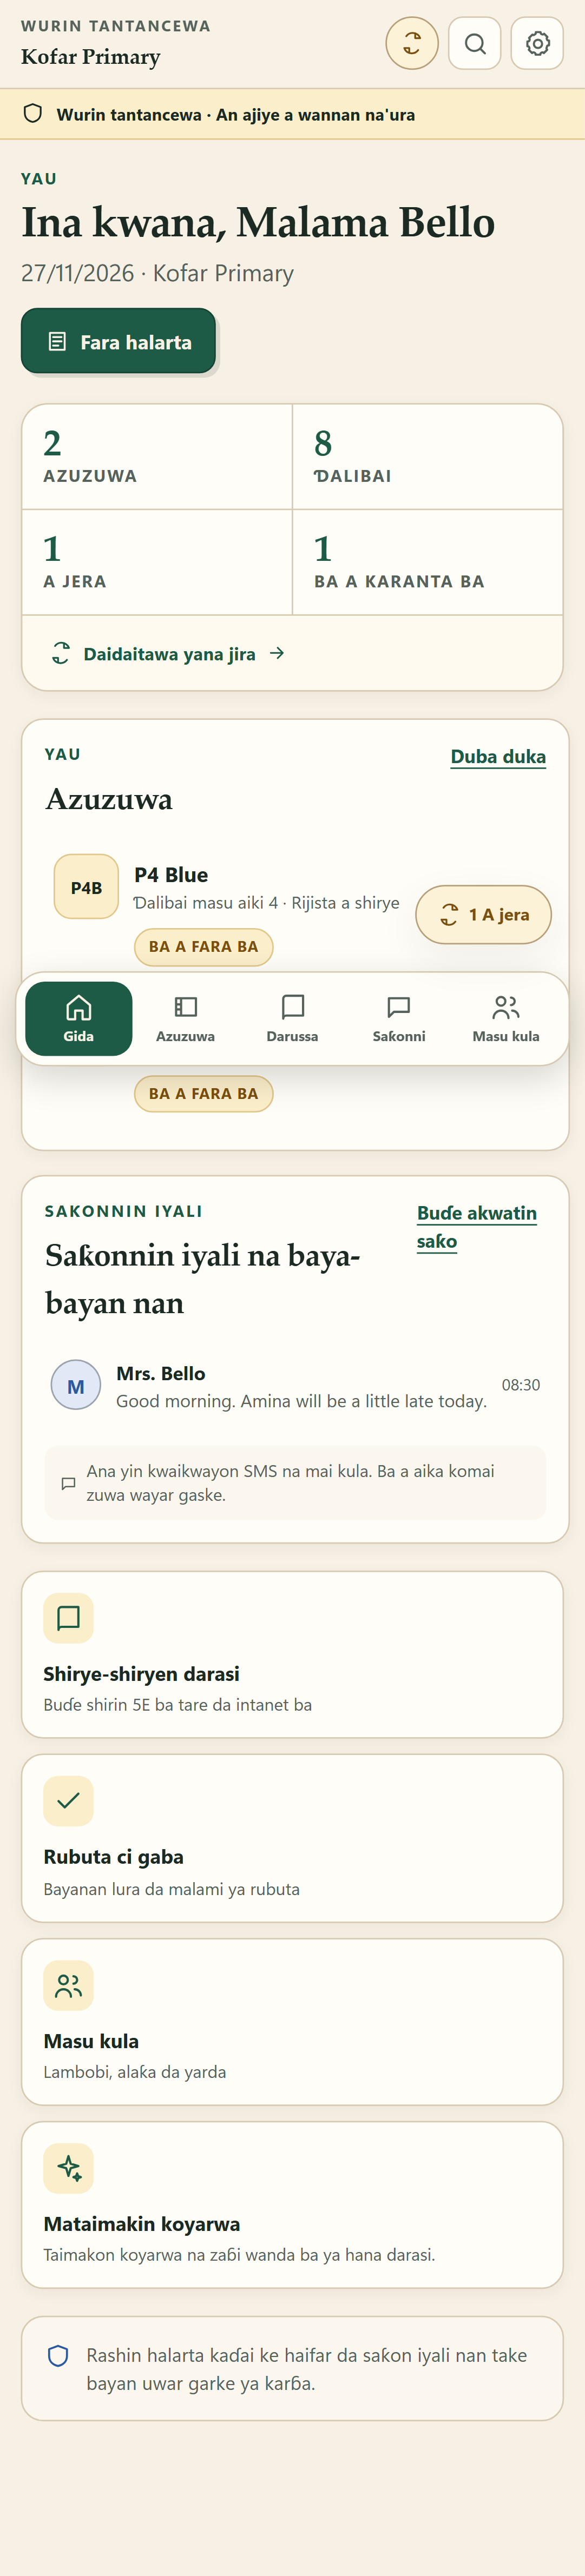 WURIN TANTANCEWA
Kofar Primary
Wurin tantancewa · An ajiye a wannan na'ura
YAU
Ina kwana, Malama Bello
27/11/2026 · Kofar Primary
Fara halarta
2
AZUZUWA
8
ƊALIBAI
1
A JERA
1
BA A KARANTA BA
Daidaitawa yana jira →
YAU
Duba duka
Azuzuwa
P4B
P4 Blue
Ɗalibai masu aiki 4 · Rijista a shirye
BA A FARA BA
1 A jera
Gida
Azuzuwa
Darussa
Saƙonni
Masu kula
BA A FARA BA
SAKONNIN IYALI
Buɗe akwatin
saƙo
Saƙonnin iyali na baya-
bayan nan
M
Mrs. Bello
Good morning. Amina will be a little late today.
08:30
Ana yin kwaikwayon SMS na mai kula. Ba a aika komai
zuwa wayar gaske.
Shirye-shiryen darasi
Buɗe shirin 5E ba tare da intanet ba
Rubuta ci gaba
Bayanan lura da malami ya rubuta
Masu kula
Lambobi, alaƙa da yarda
Mataimakin koyarwa
Taimakon koyarwa na zaɓi wanda ba ya hana darasi.
Rashin halarta kaɗai ke haifar da saƙon iyali nan take
bayan uwar garke ya karɓa.